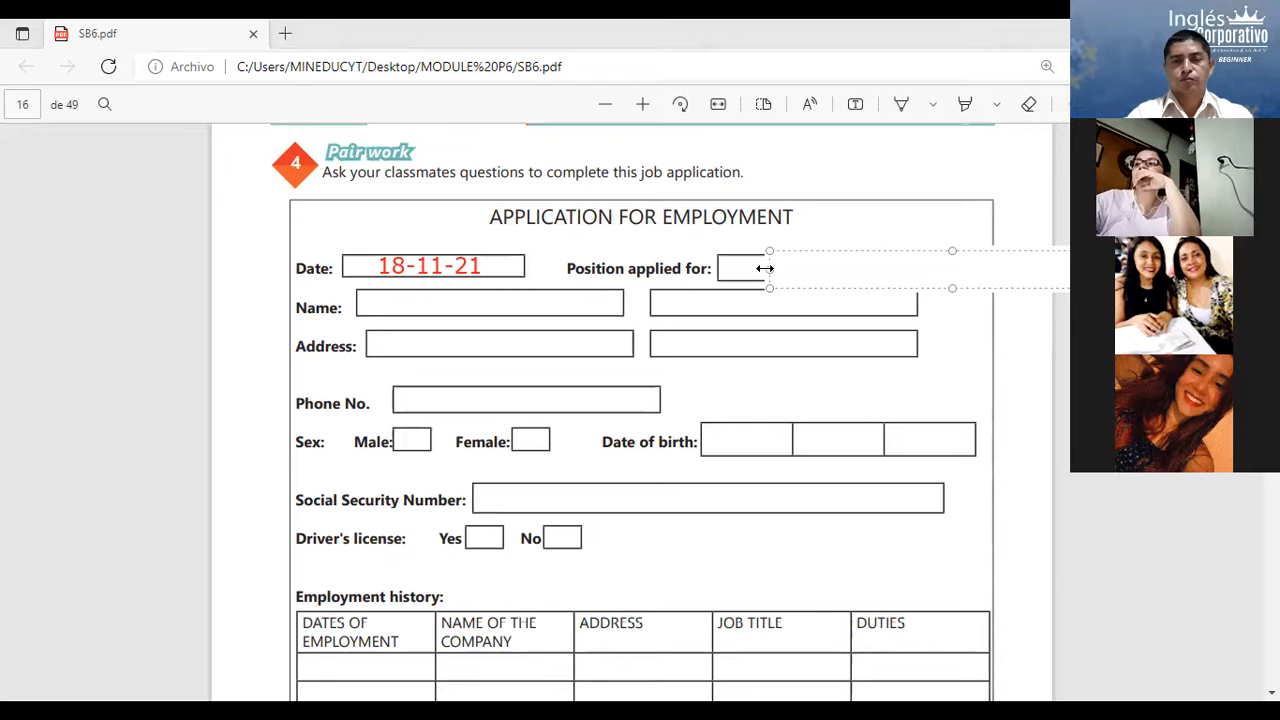 SB6.pdf
Archivo
C:/Users/MINEDUCYT/Desktop/MODULE%20P6/SB6.pdf
16 de 49
Inglés
Corporativo
BEGINNER
4 Pair work
Ask your classmates questions to complete this job application.
APPLICATION FOR EMPLOYMENT
Date: 18-11-21 Position applied for:
Name:
Address:
Phone No.
Sex: Male: Female: Date of birth:
Social Security Number:
Driver's license: Yes No
Employment history:
DATES OF EMPLOYMENT NAME OF THE COMPANY ADDRESS JOB TITLE DUTIES